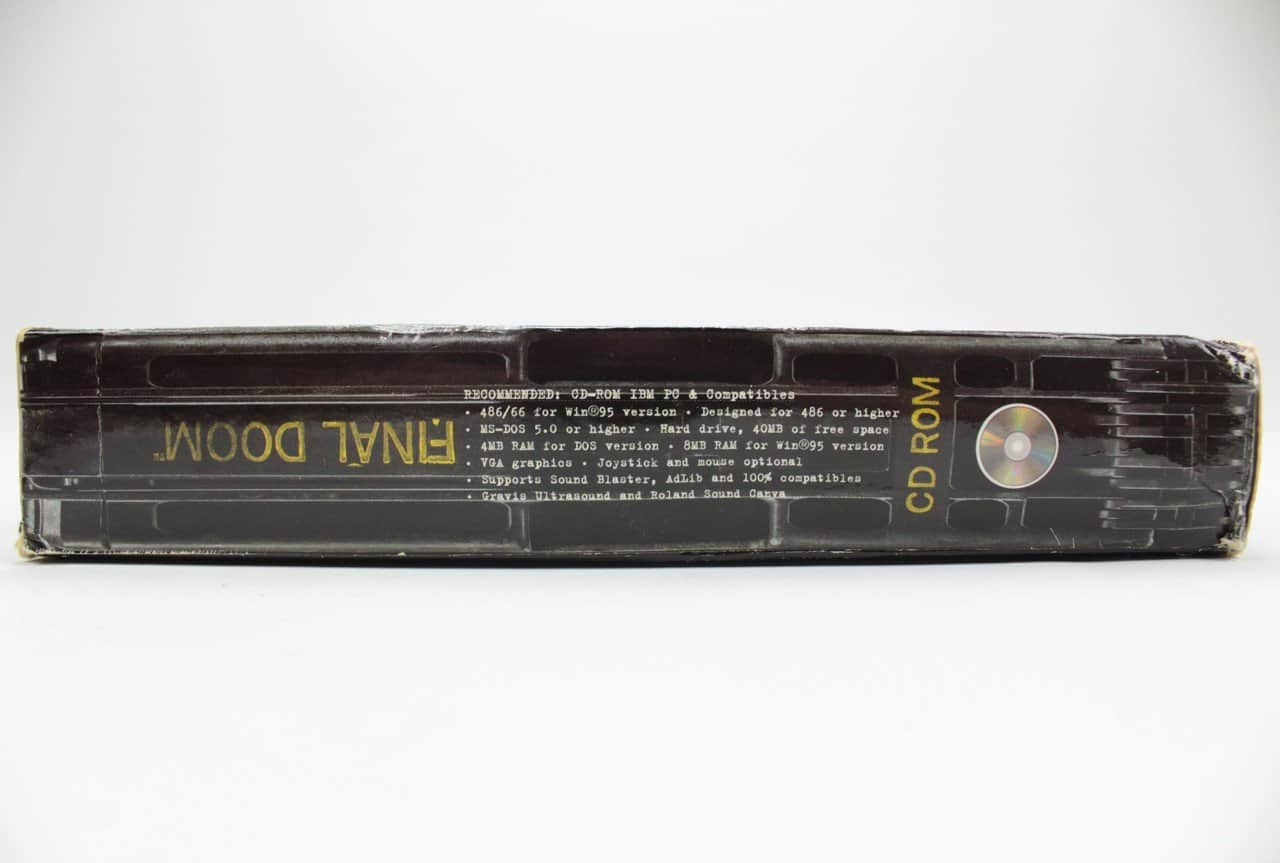 FINAL DOOM™
RECOMMENDED: CD-ROM IBM PC & Compatibles
· 486/66 for Win®95 version · Designed for 486 or higher
· MS-DOS 5.0 or higher · Hard drive, 40MB of free space
4MB RAM for DOS version · 8MB RAM for Win®95 version
· VGA graphics · Joystick and mouse optional
· Supports Sound Blaster, AdLib and 100% compatibles
· Gravis Ultrasound and Roland Sound Canva
CD ROM